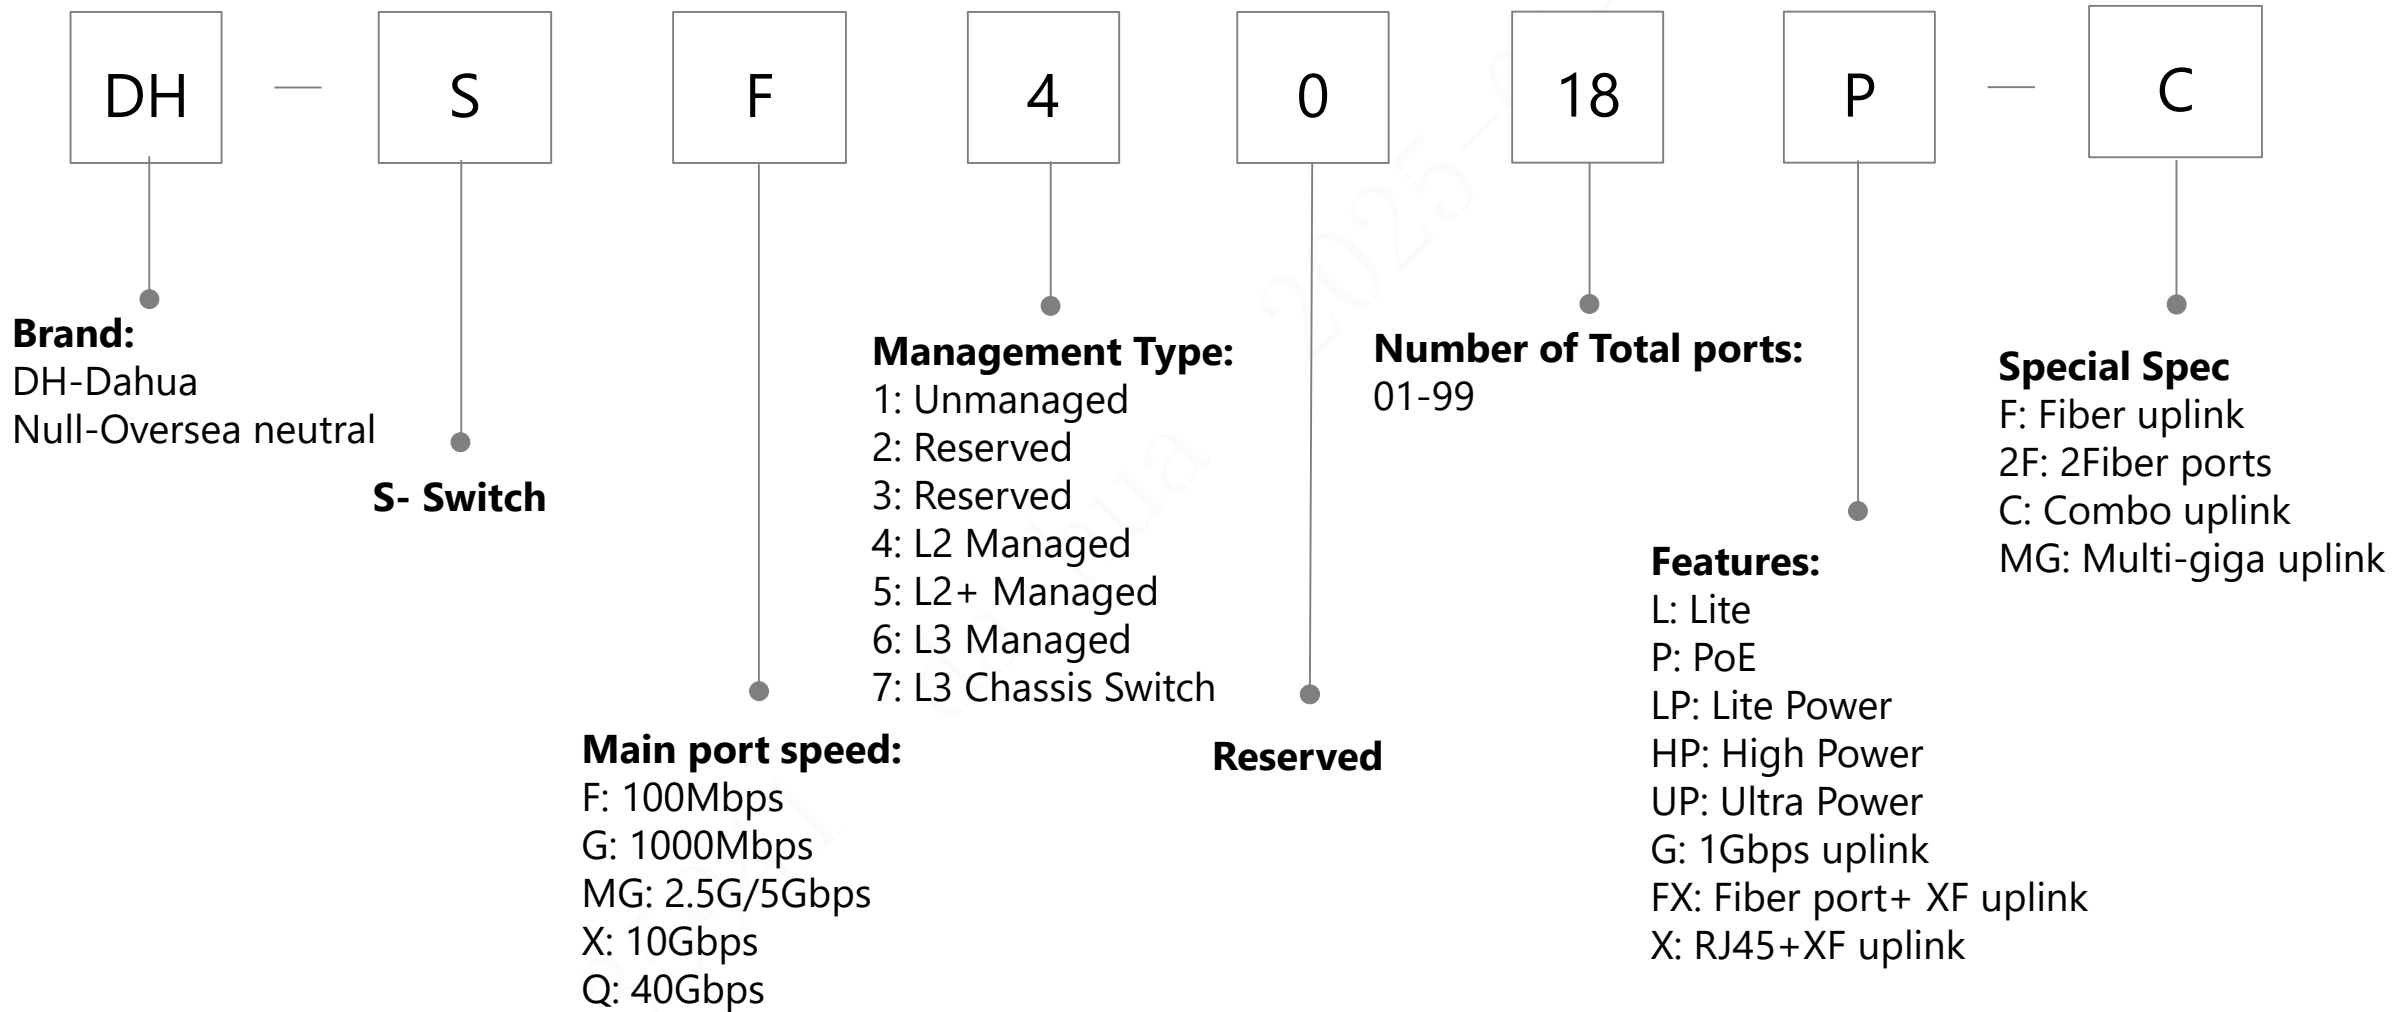 DH — S F 4 0 18 P — C
Brand:
DH-Dahua
Null-Oversea neutral
S- Switch
Main port speed:
F: 100Mbps
G: 1000Mbps
MG: 2.5G/5Gbps
X: 10Gbps
Q: 40Gbps
Management Type:
1: Unmanaged
2: Reserved
3: Reserved
4: L2 Managed
5: L2+ Managed
6: L3 Managed
7: L3 Chassis Switch
Reserved
Number of Total ports:
01-99
Features:
L: Lite
P: PoE
LP: Lite Power
HP: High Power
UP: Ultra Power
G: 1Gbps uplink
FX: Fiber port+ XF uplink
X: RJ45+XF uplink
Special Spec
F: Fiber uplink
2F: 2Fiber ports
C: Combo uplink
MG: Multi-giga uplink